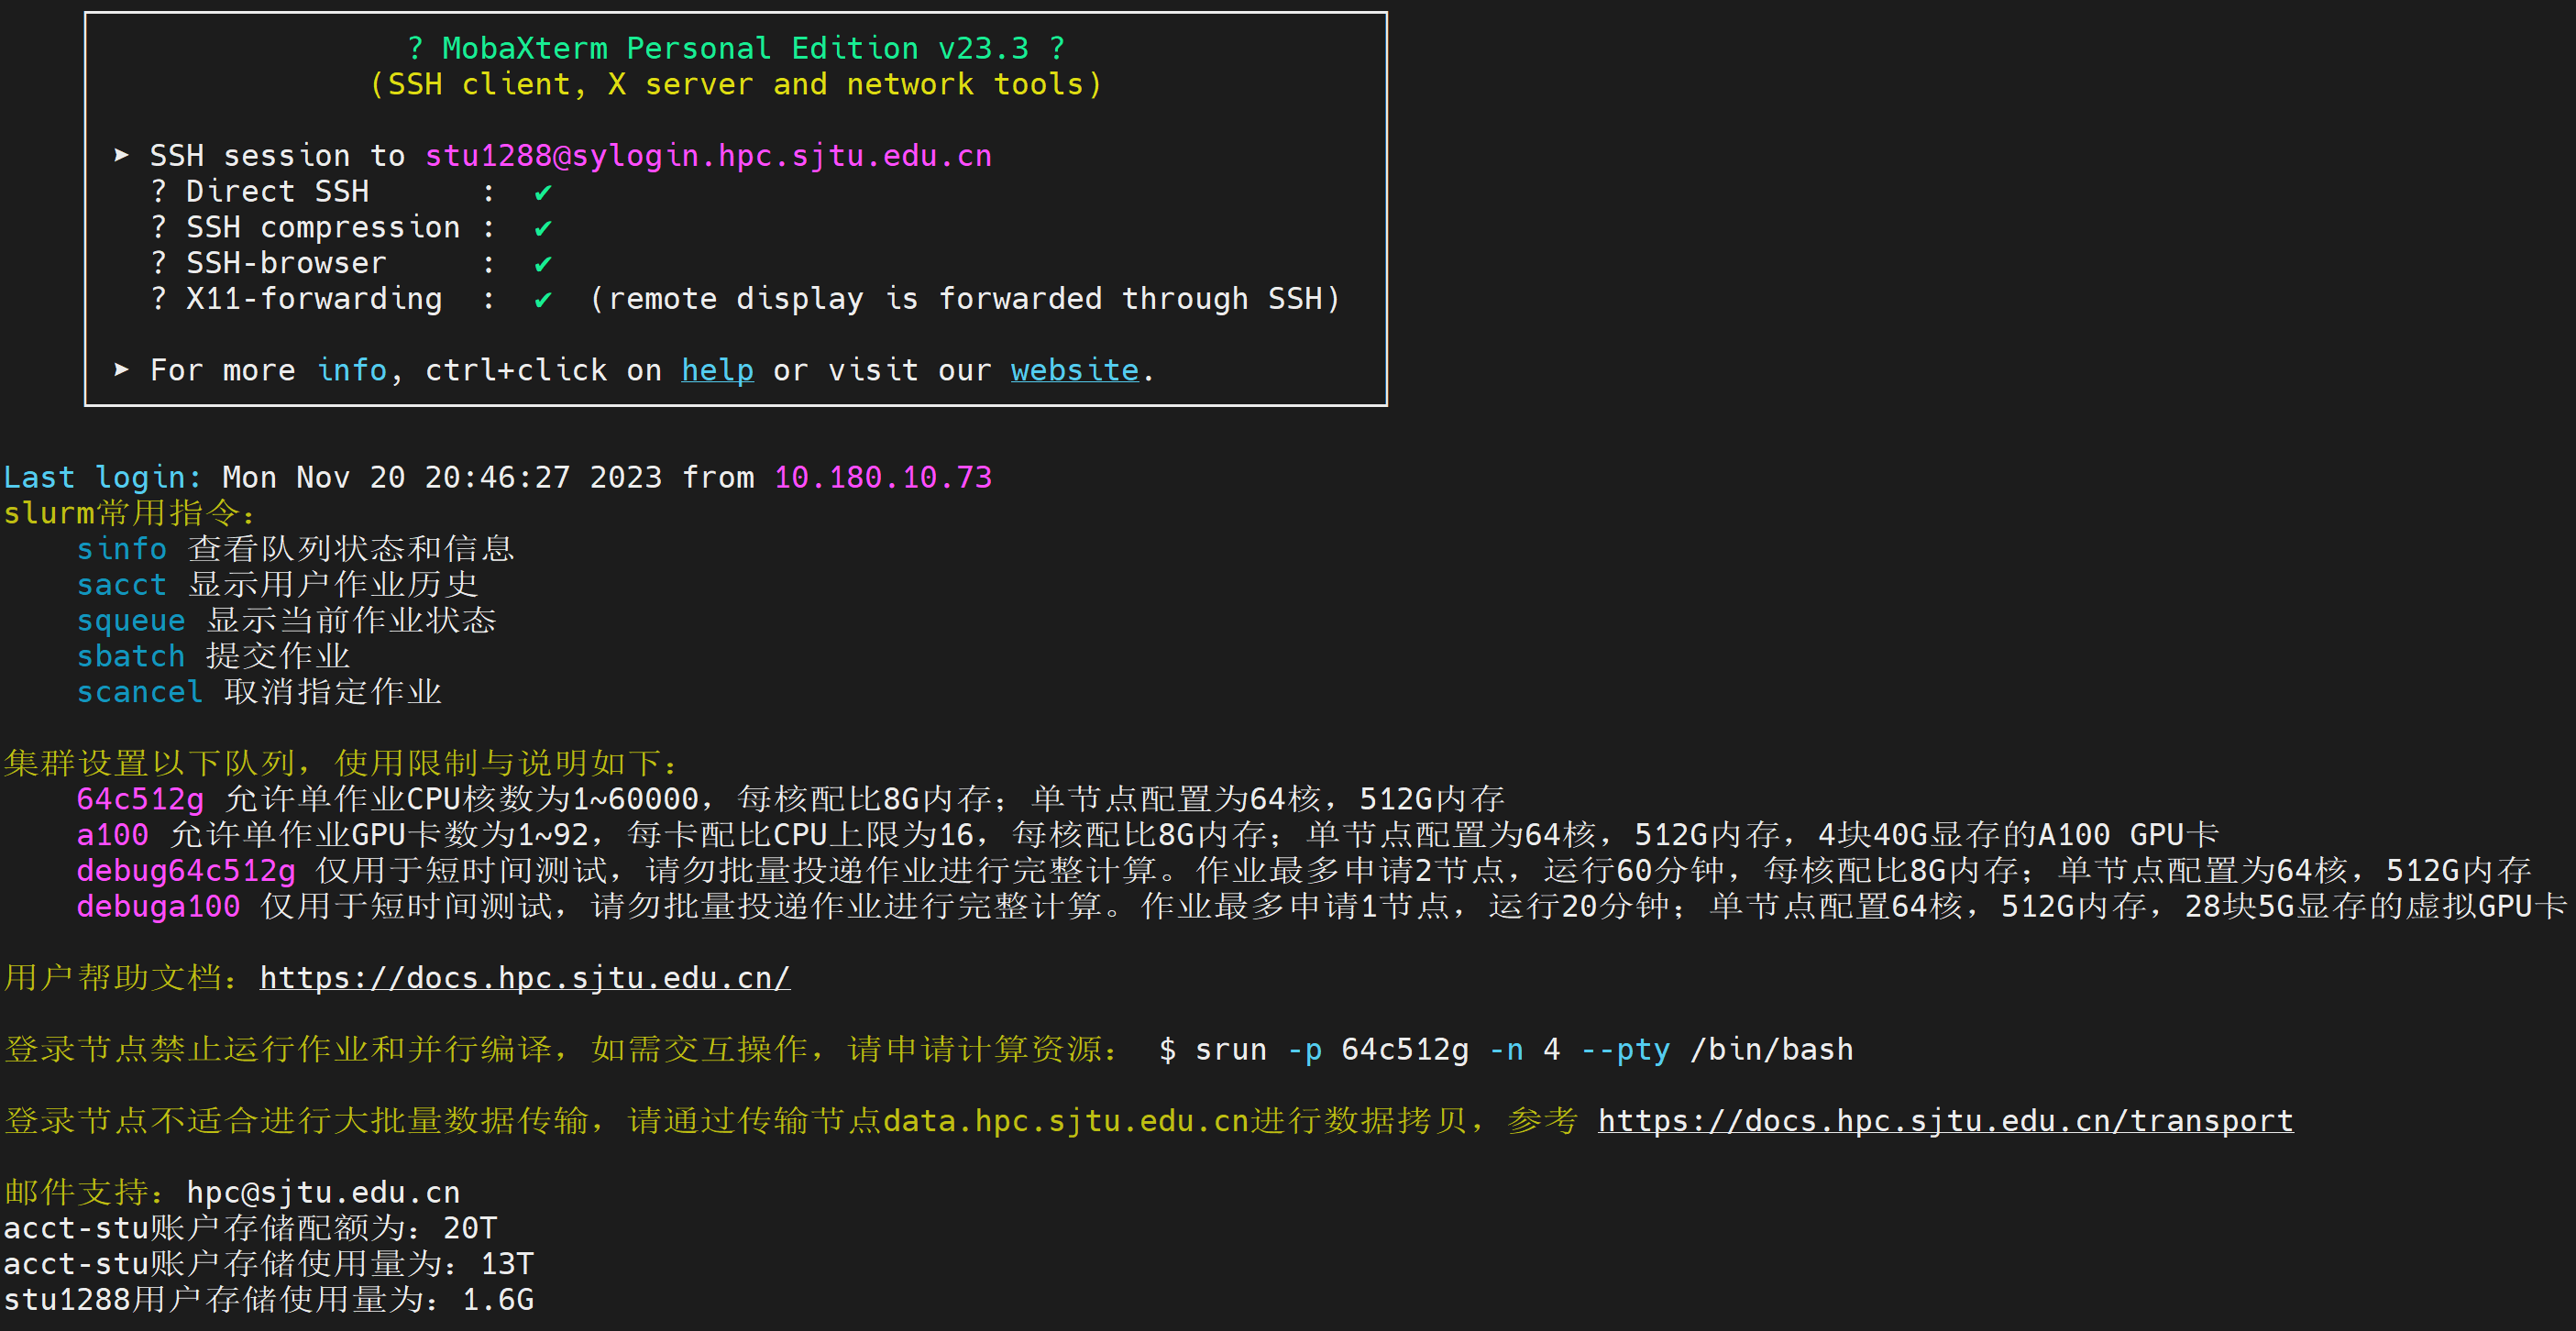 ? MobaXterm Personal Edition v23.3 ?
(SSH client, X server and network tools)
➤ SSH session to stu1288@sylogin.hpc.sjtu.edu.cn
? Direct SSH      :  ✔
? SSH compression :  ✔
? SSH-browser     :  ✔
? X11-forwarding  :  ✔  (remote display is forwarded through SSH)
➤ For more info, ctrl+click on help or visit our website.
Last login: Mon Nov 20 20:46:27 2023 from 10.180.10.73
slurm常用指令：
sinfo 查看队列状态和信息
sacct 显示用户作业历史
squeue 显示当前作业状态
sbatch 提交作业
scancel 取消指定作业
集群设置以下队列，使用限制与说明如下：
64c512g 允许单作业CPU核数为1~60000，每核配比8G内存；单节点配置为64核，512G内存
a100 允许单作业GPU卡数为1~92，每卡配比CPU上限为16，每核配比8G内存；单节点配置为64核，512G内存，4块40G显存的A100 GPU卡
debug64c512g 仅用于短时间测试，请勿批量投递作业进行完整计算。作业最多申请2节点，运行60分钟，每核配比8G内存；单节点配置为64核，512G内存
debuga100 仅用于短时间测试，请勿批量投递作业进行完整计算。作业最多申请1节点，运行20分钟；单节点配置64核，512G内存，28块5G显存的虚拟GPU卡
用户帮助文档：https://docs.hpc.sjtu.edu.cn/
登录节点禁止运行作业和并行编译，如需交互操作，请申请计算资源： $ srun -p 64c512g -n 4 --pty /bin/bash
登录节点不适合进行大批量数据传输，请通过传输节点data.hpc.sjtu.edu.cn进行数据拷贝，参考 https://docs.hpc.sjtu.edu.cn/transport
邮件支持：hpc@sjtu.edu.cn
acct-stu账户存储配额为：20T
acct-stu账户存储使用量为：13T
stu1288用户存储使用量为：1.6G